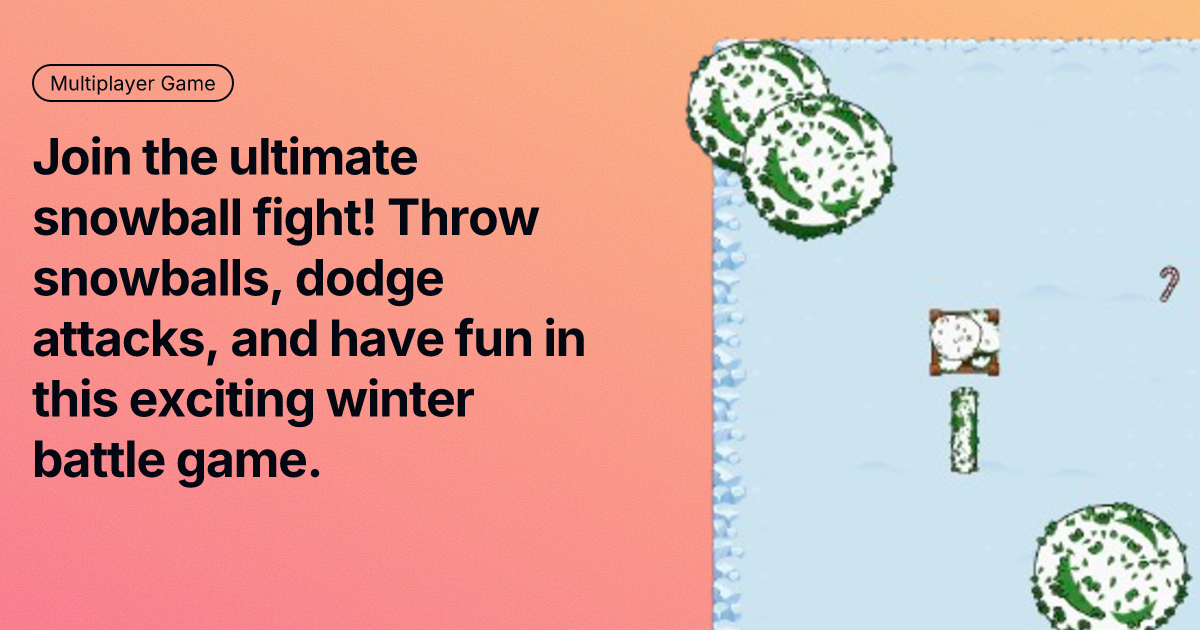 Multiplayer Game
Join the ultimate
snowball fight! Throw
snowballs, dodge
attacks, and have fun in
this exciting winter
battle game.